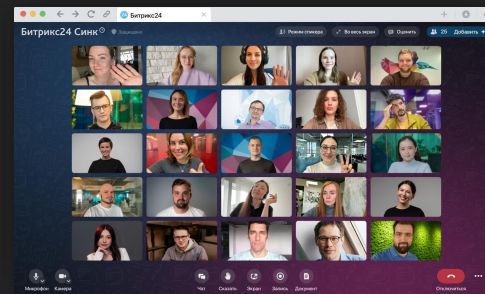 Битрикс24
Битрикс24 Синк
Защищено
Режим спикера
Во весь экран
Оценить
25 Добавить +
Микрофон
Камера
Чат
Сказать
Экран
Запись
Документ
Отключиться